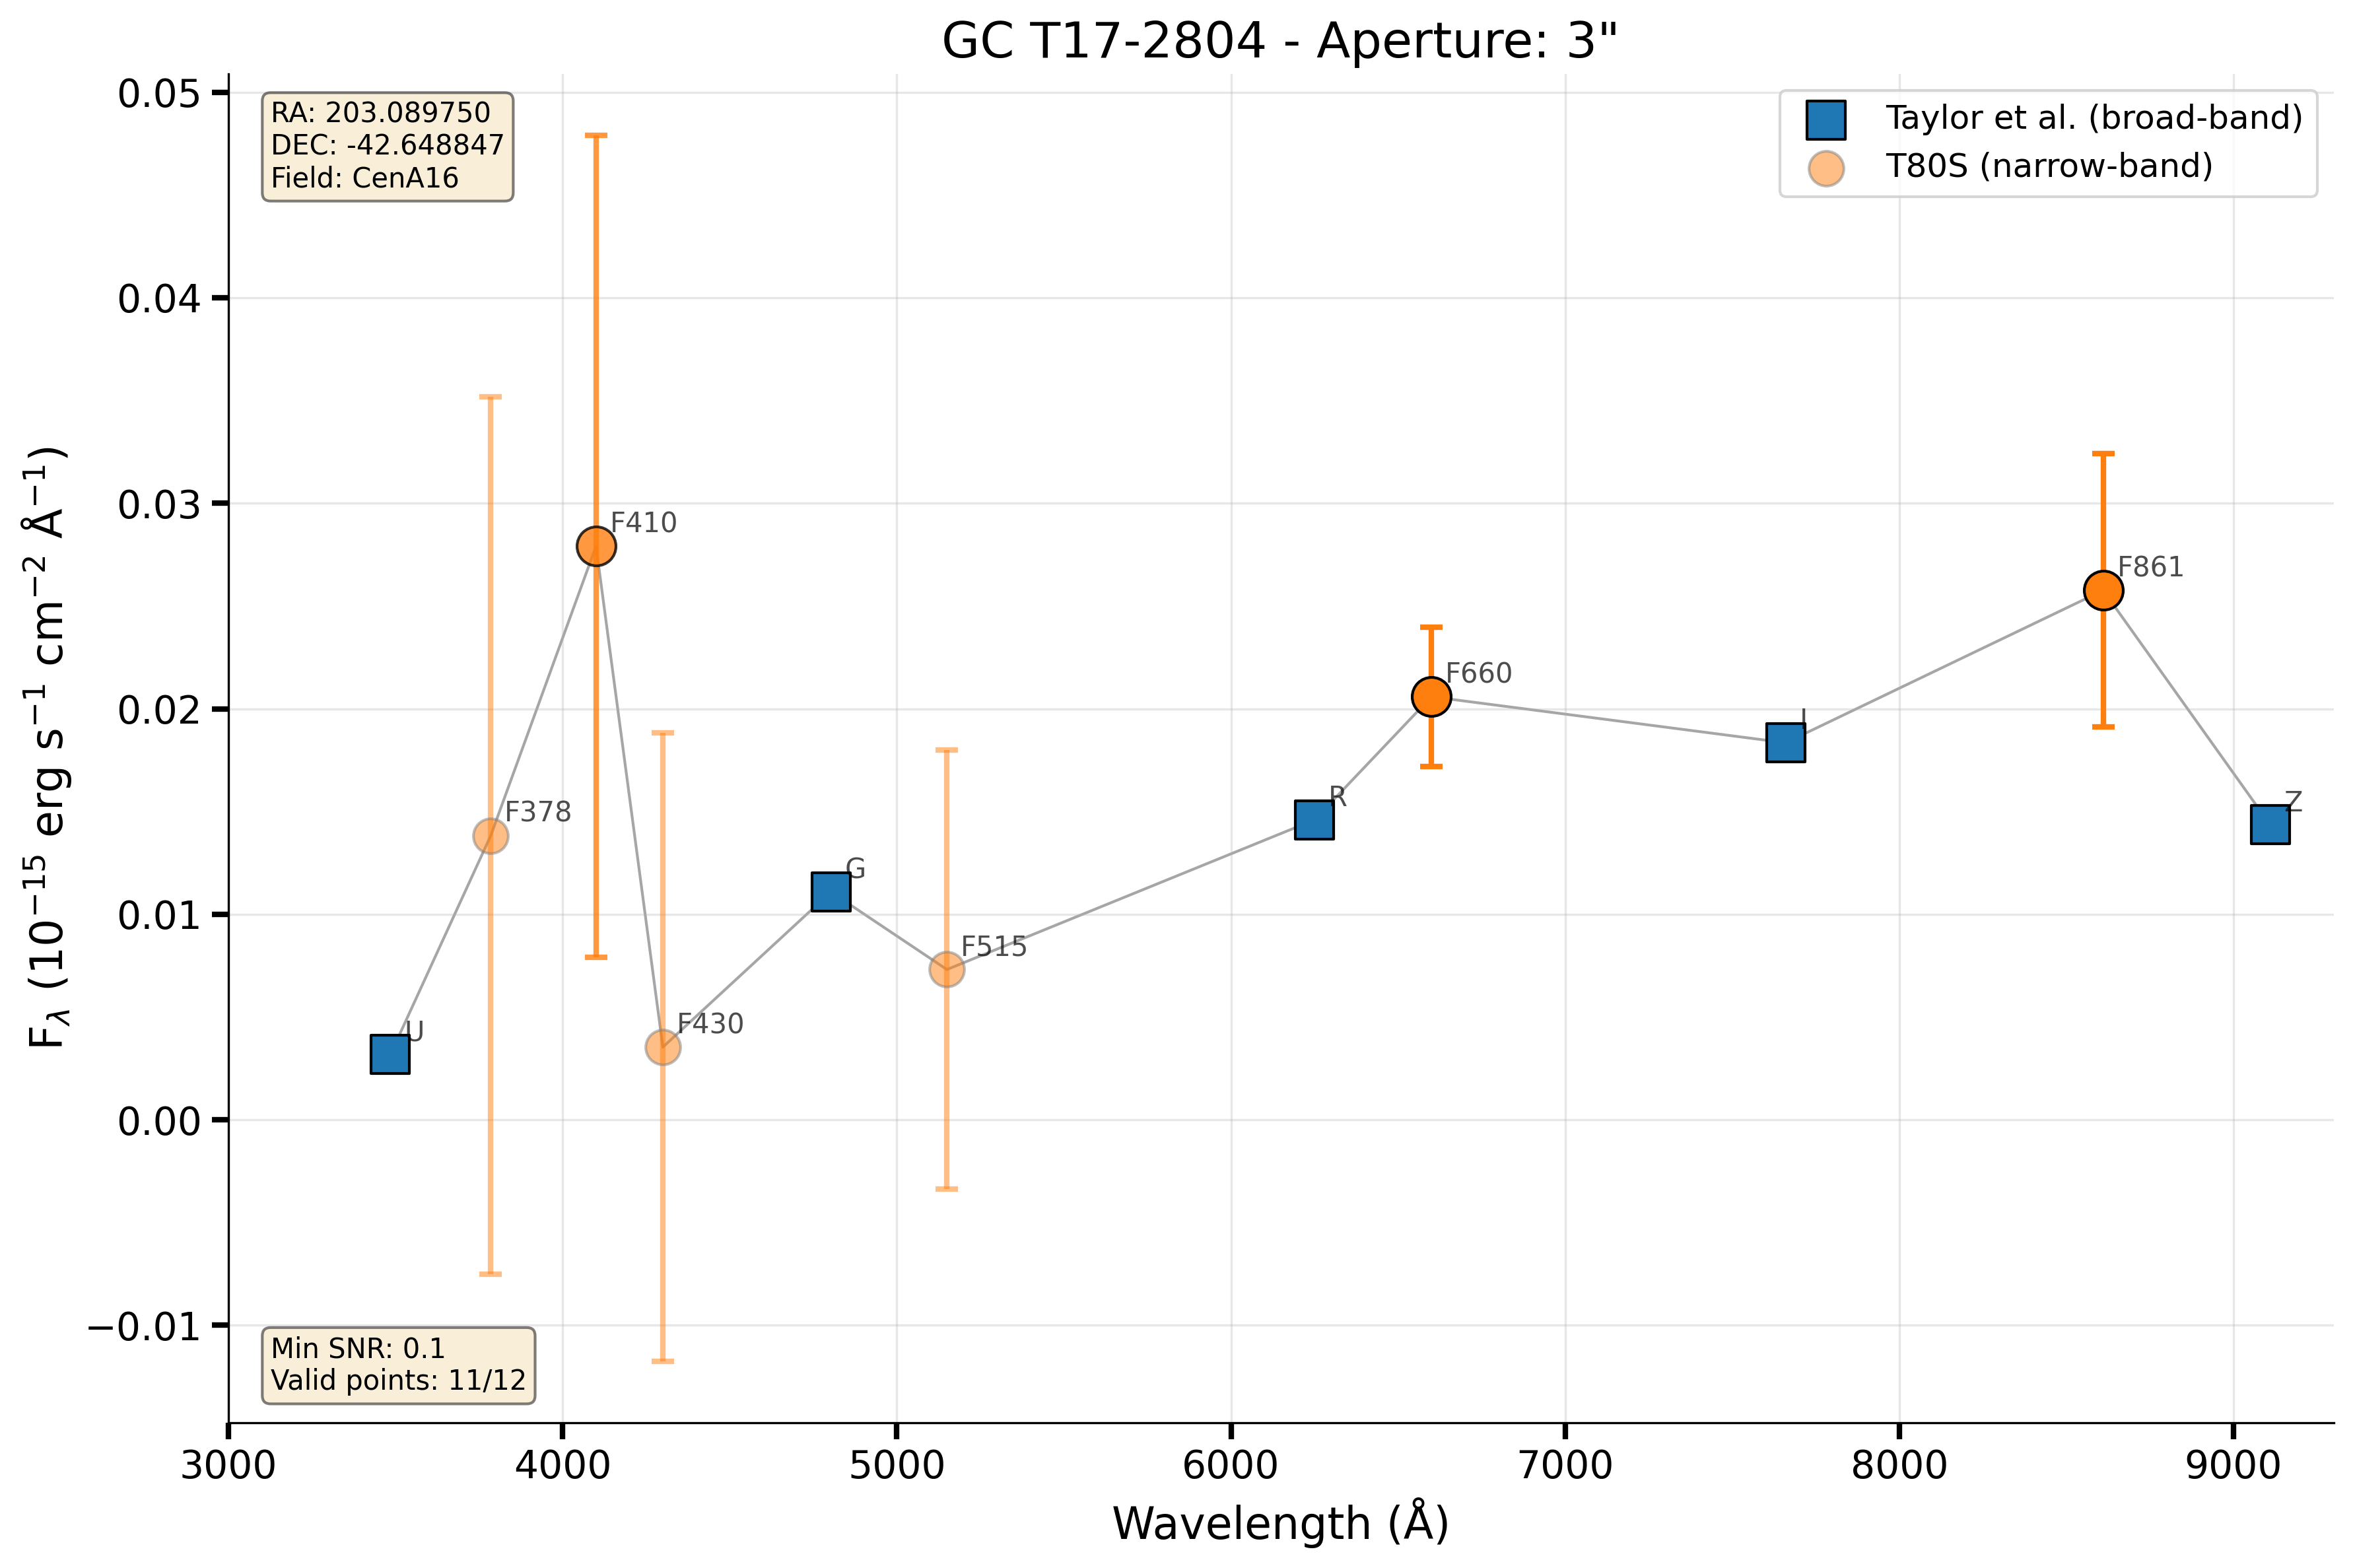 GC T17-2804 - Aperture: 3"
RA: 203.089750
DEC: -42.648847
Field: CenA16
Taylor et al. (broad-band)
T80S (narrow-band)
F_λ (10⁻¹⁵ erg s⁻¹ cm⁻² Å⁻¹)
0.05
0.04
0.03
0.02
0.01
0.00
−0.01
U
F378
F410
F430
G
F515
R
F660
I
F861
Z
Min SNR: 0.1
Valid points: 11/12
3000 4000 5000 6000 7000 8000 9000
Wavelength (Å)